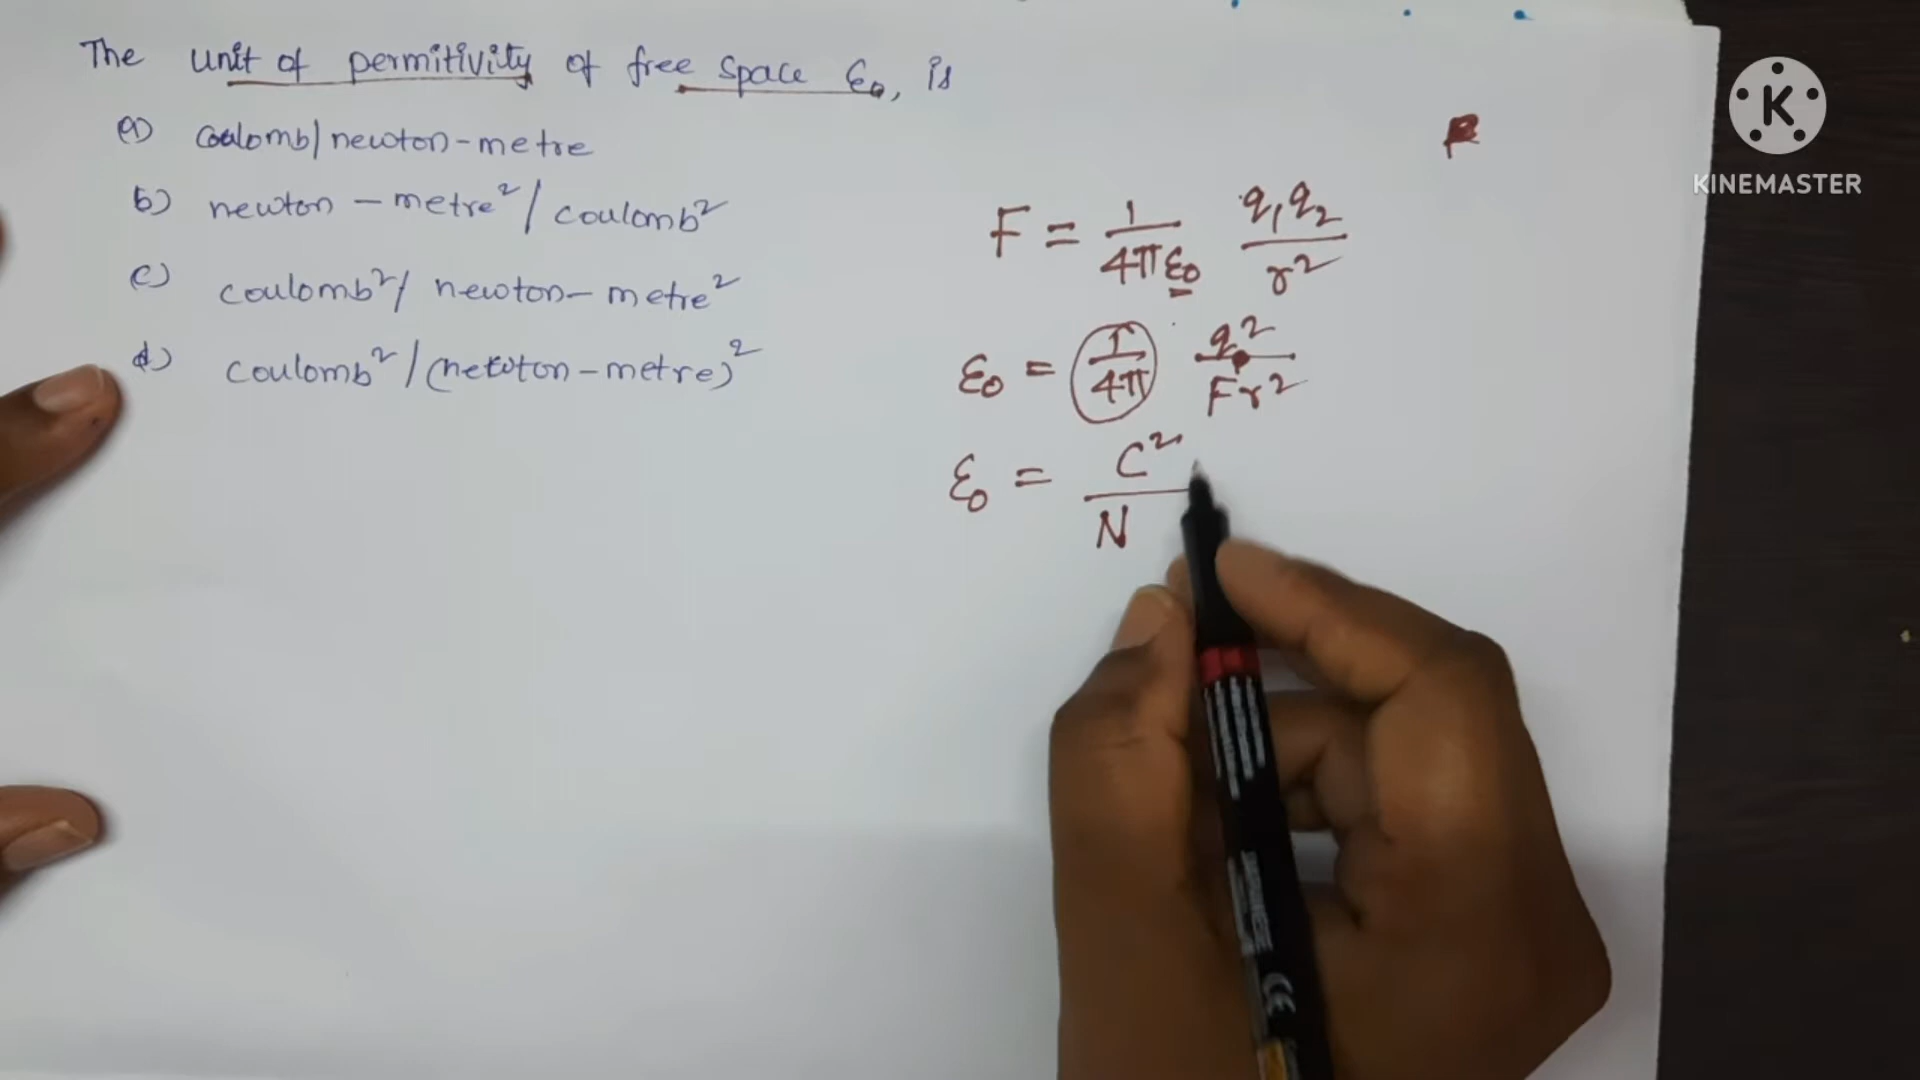 The unit of permitivity of free space ε₀, is
a) coulomb/newton-metre
b) newton - metre²/coulomb²
c) coulomb²/ newton-metre²
d) coulomb²/(newton-metre)²
F = 1/4πε₀ q₁q₂/r²
ε₀ = 1/4π q²/Fr²
ε₀ = C²/N
K
KINEMASTER
CE